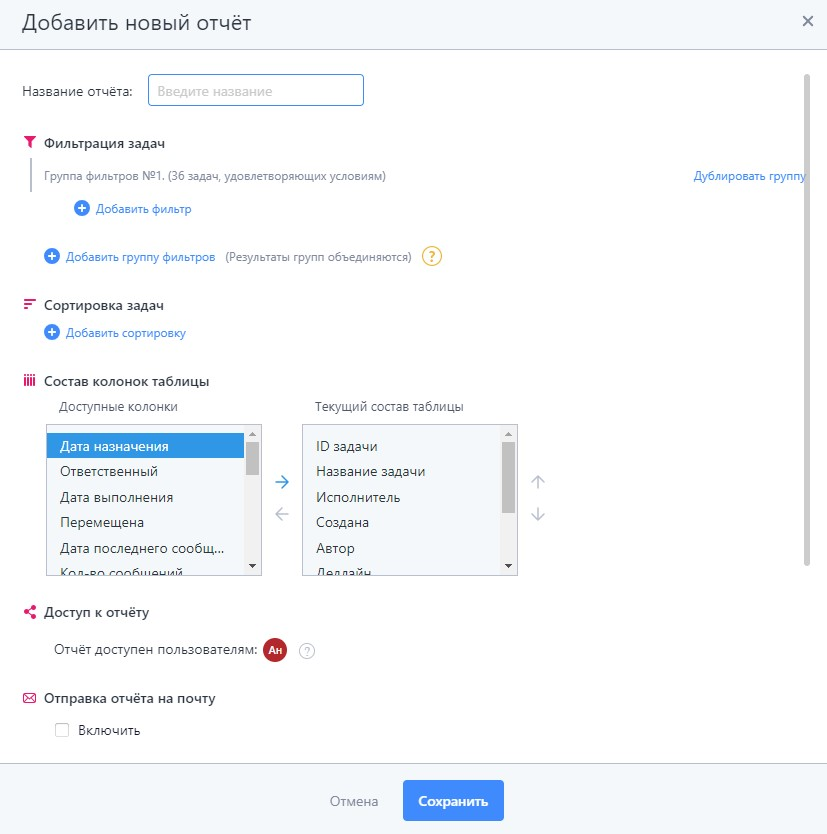 Добавить новый отчёт
Название отчёта: Введите название
Фильтрация задач
Группа фильтров №1. (36 задач, удовлетворяющих условиям) Дублировать группу
Добавить фильтр
Добавить группу фильтров (Результаты групп объединяются) ?
Сортировка задач
Добавить сортировку
Состав колонок таблицы
Доступные колонки
Дата назначения
Ответственный
Дата выполнения
Перемещена
Дата последнего сообщ...
Кол-во сообщений
Текущий состав таблицы
ID задачи
Название задачи
Исполнитель
Создана
Автор
Дедлайн
Доступ к отчёту
Отчёт доступен пользователям: Ан ?
Отправка отчёта на почту
Включить
Отмена Сохранить